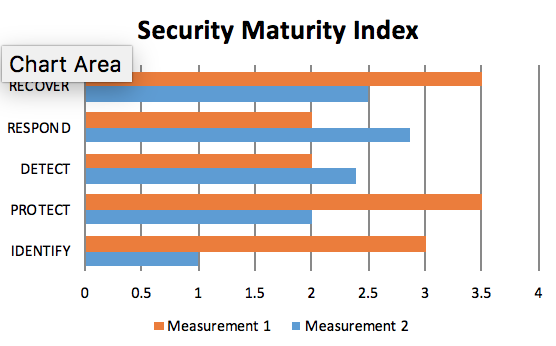 Security Maturity Index
Chart Area
RECOVER
RESPOND
DETECT
PROTECT
IDENTIFY
0 0.5 1 1.5 2 2.5 3 3.5 4
Measurement 1 Measurement 2